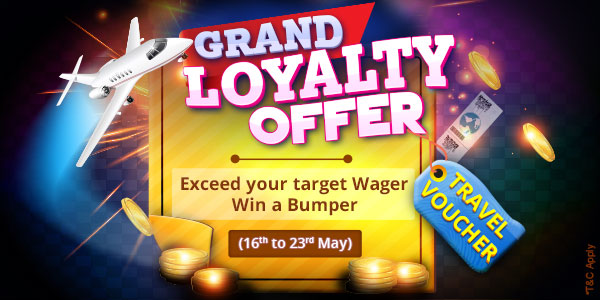 GRAND
LOYALTY
OFFER
Exceed your target Wager
Win a Bumper
(16th to 23rd May)
TRAVEL
VOUCHER
*T&C Apply